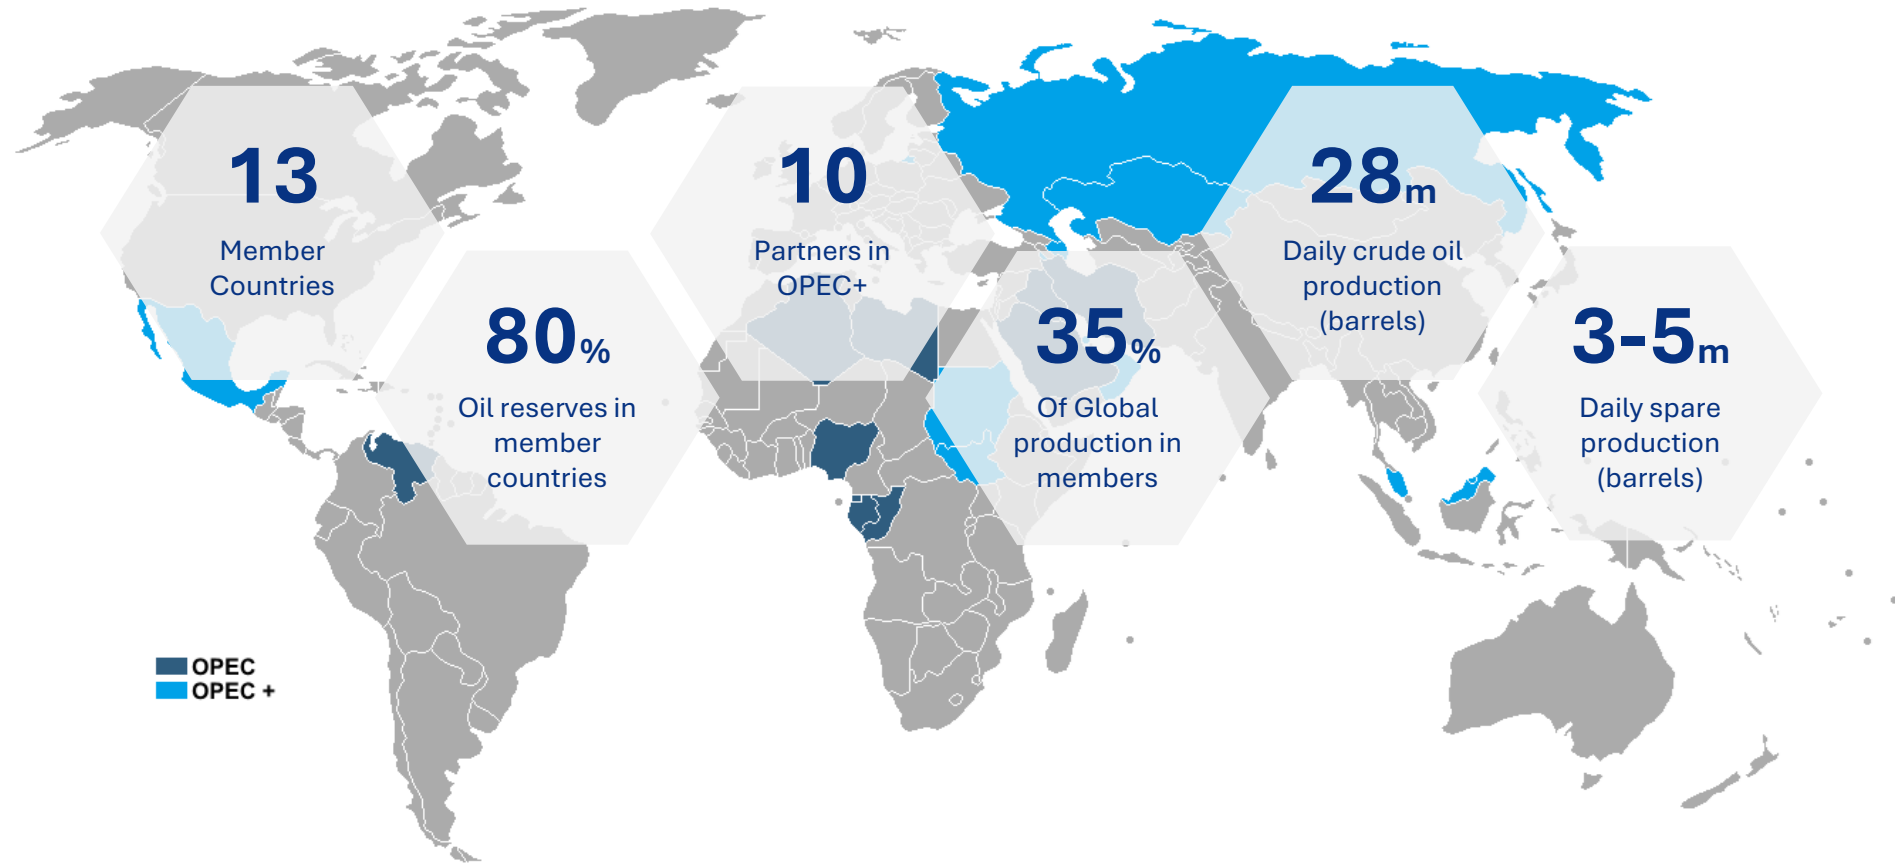 13
Member
Countries
80%
Oil reserves in
member
countries
10
Partners in
OPEC+
35%
Of Global
production in
members
28m
Daily crude oil
production
(barrels)
3-5m
Daily spare
production
(barrels)
OPEC
OPEC +